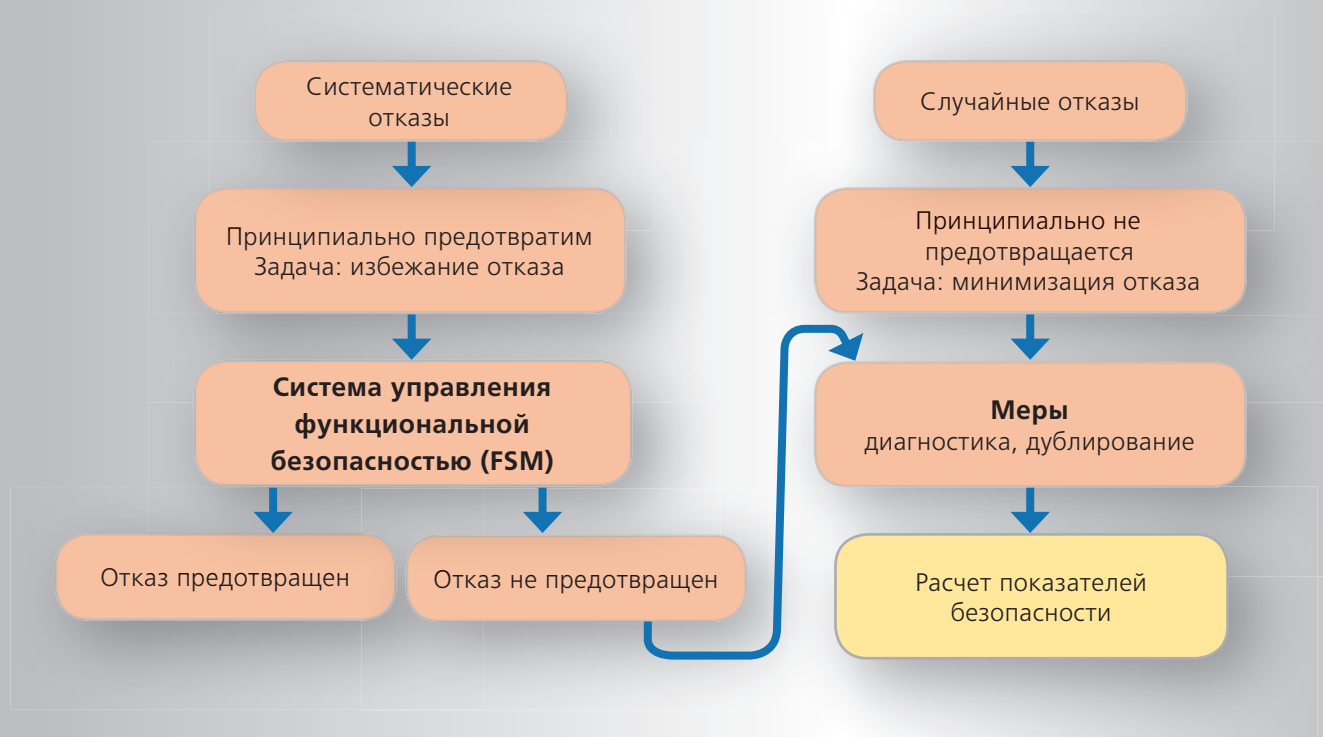 Систематические
отказы
Принципиально предотвратим
Задача: избежание отказа
Система управления
функциональной
безопасностью (FSM)
Отказ предотвращен
Отказ не предотвращен
Случайные отказы
Принципиально не
предотвращается
Задача: минимизация отказа
Меры
диагностика, дублирование
Расчет показателей
безопасности